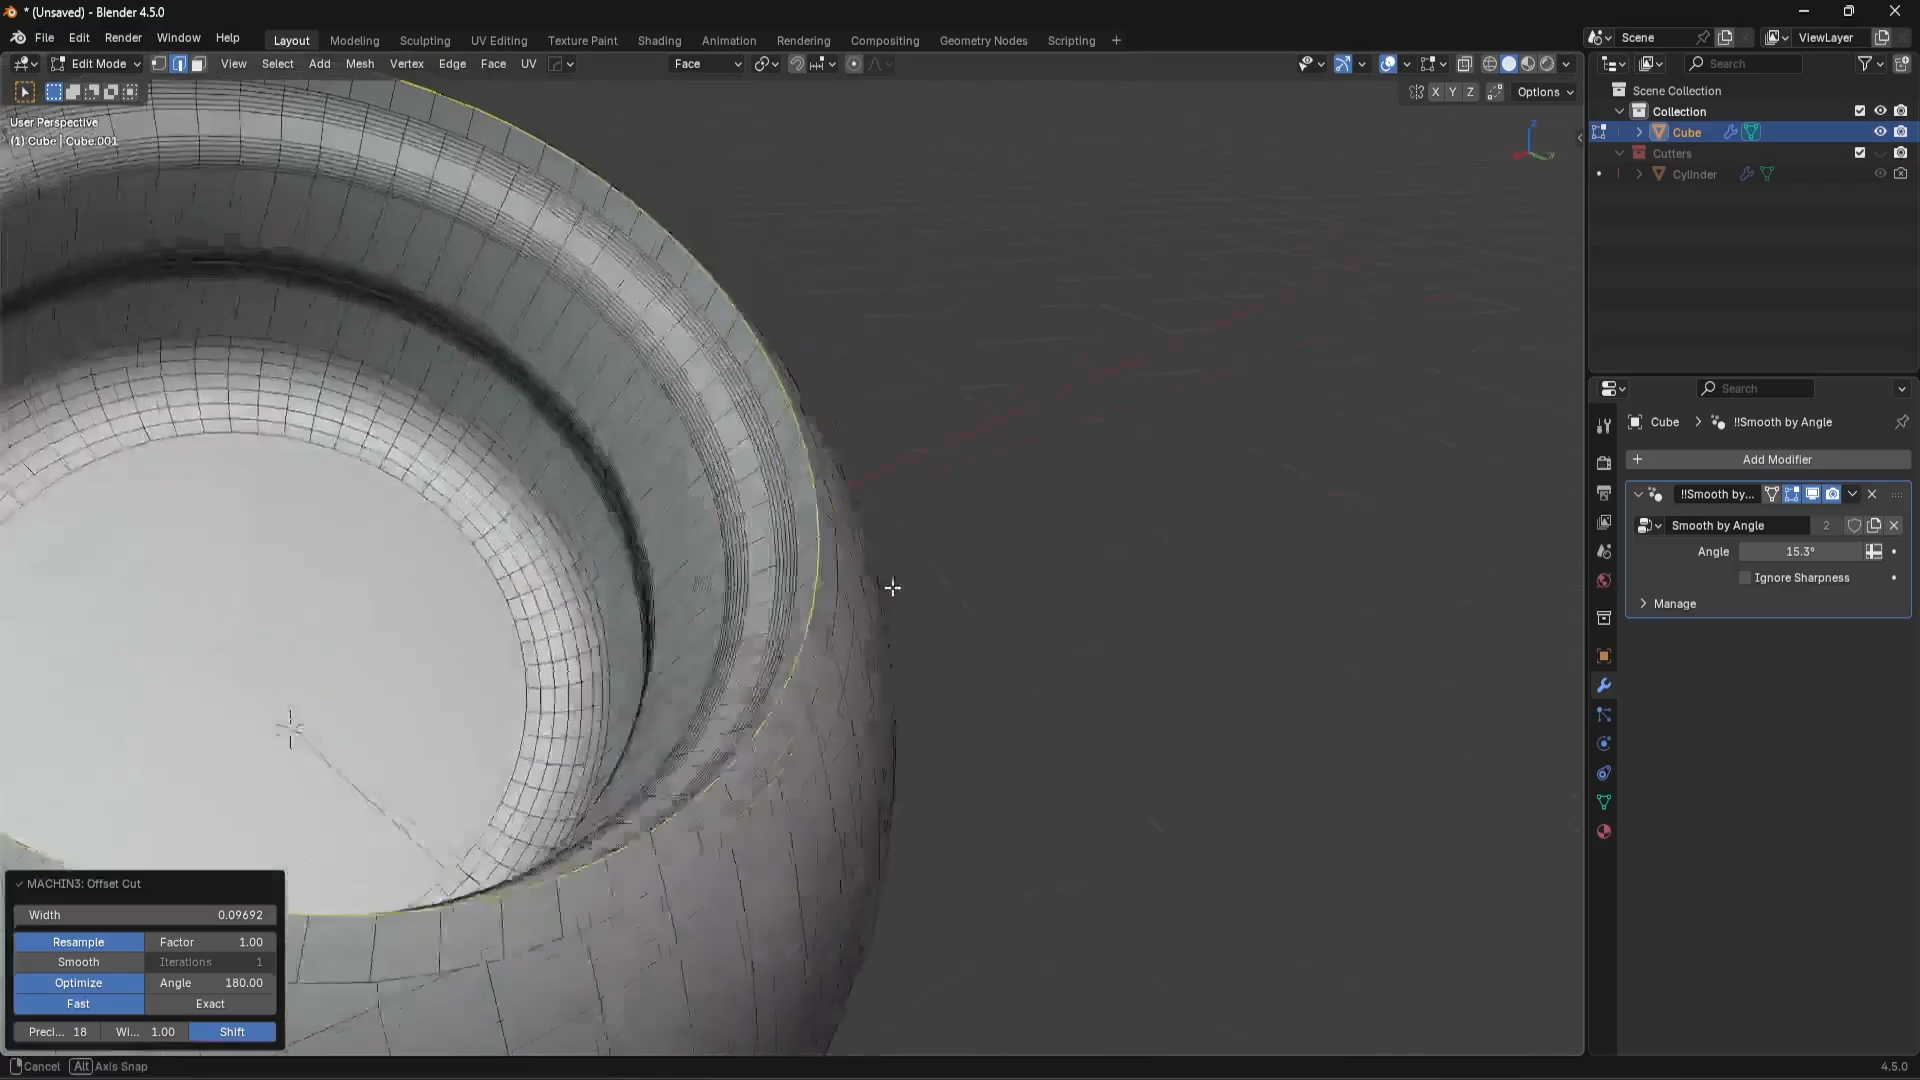 * (Unsaved) - Blender 4.5.0
File Edit Render Window Help
Layout Modeling Sculpting UV Editing Texture Paint Shading Animation Rendering Compositing Geometry Nodes Scripting +
Scene
ViewLayer
Edit Mode
View Select Add Mesh Vertex Edge Face UV
Face
X Y Z
Options
Search
User Perspective
(1) Cube | Cube.001
Z
Scene Collection
Collection
Cube
Cutters
Cylinder
Search
Cube > !!Smooth by Angle
+ Add Modifier
!!Smooth by...
Smooth by Angle 2
Angle 15.3°
Ignore Sharpness
Manage
MACHIN3: Offset Cut
Width 0.09692
Resample Factor 1.00
Smooth Iterations 1
Optimize Angle 180.00
Fast Exact
Preci... 18 Wi... 1.00 Shift
Cancel Alt Axis Snap
4.5.0